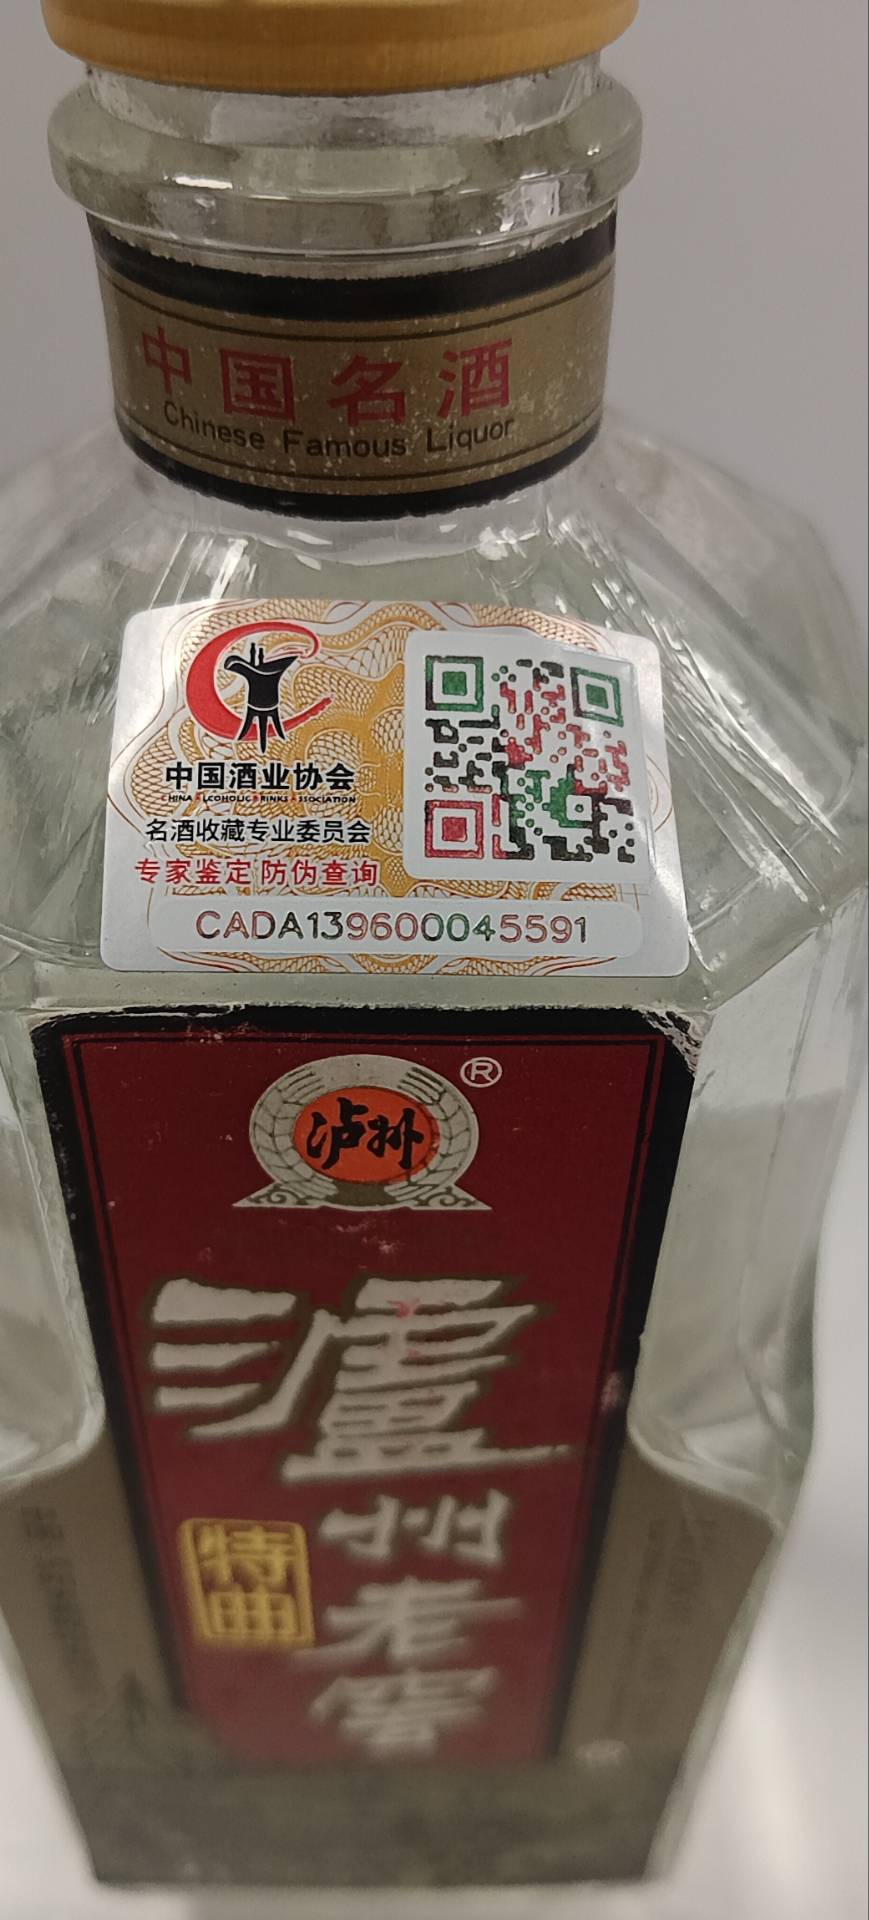 中国名酒
Chinese Famous Liquor
中国酒业协会
CHINA ALCOHOLIC DRINKS ASSOCIATION
名酒收藏专业委员会
专家鉴定 防伪查询
CADA139600045591
泸州
®
瀘
州
老
窖
特曲